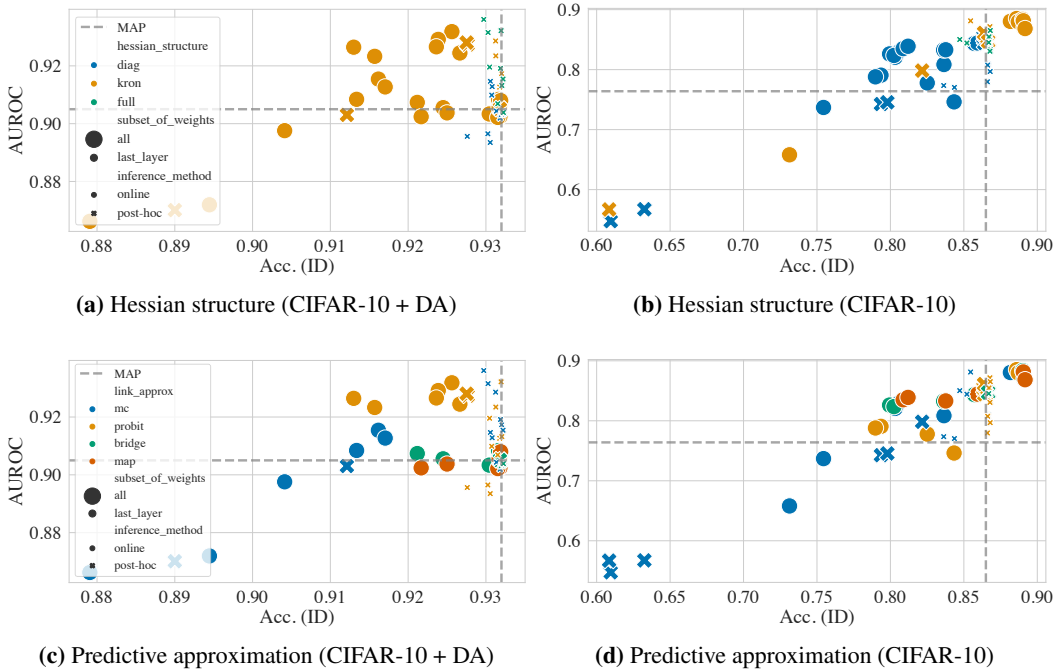 0.92
0.90
0.88
AUROC
MAP
hessian_structure
diag
kron
full
subset_of_weights
all
last_layer
inference_method
online
post-hoc
0.88 0.89 0.90 0.91 0.92 0.93
Acc. (ID)
(a) Hessian structure (CIFAR-10 + DA)
0.9
0.8
0.7
0.6
AUROC
0.60 0.65 0.70 0.75 0.80 0.85 0.90
Acc. (ID)
(b) Hessian structure (CIFAR-10)
0.92
0.90
0.88
AUROC
MAP
link_approx
mc
probit
bridge
map
subset_of_weights
all
last_layer
inference_method
online
post-hoc
0.88 0.89 0.90 0.91 0.92 0.93
Acc. (ID)
(c) Predictive approximation (CIFAR-10 + DA)
0.9
0.8
0.7
0.6
AUROC
0.60 0.65 0.70 0.75 0.80 0.85 0.90
Acc. (ID)
(d) Predictive approximation (CIFAR-10)